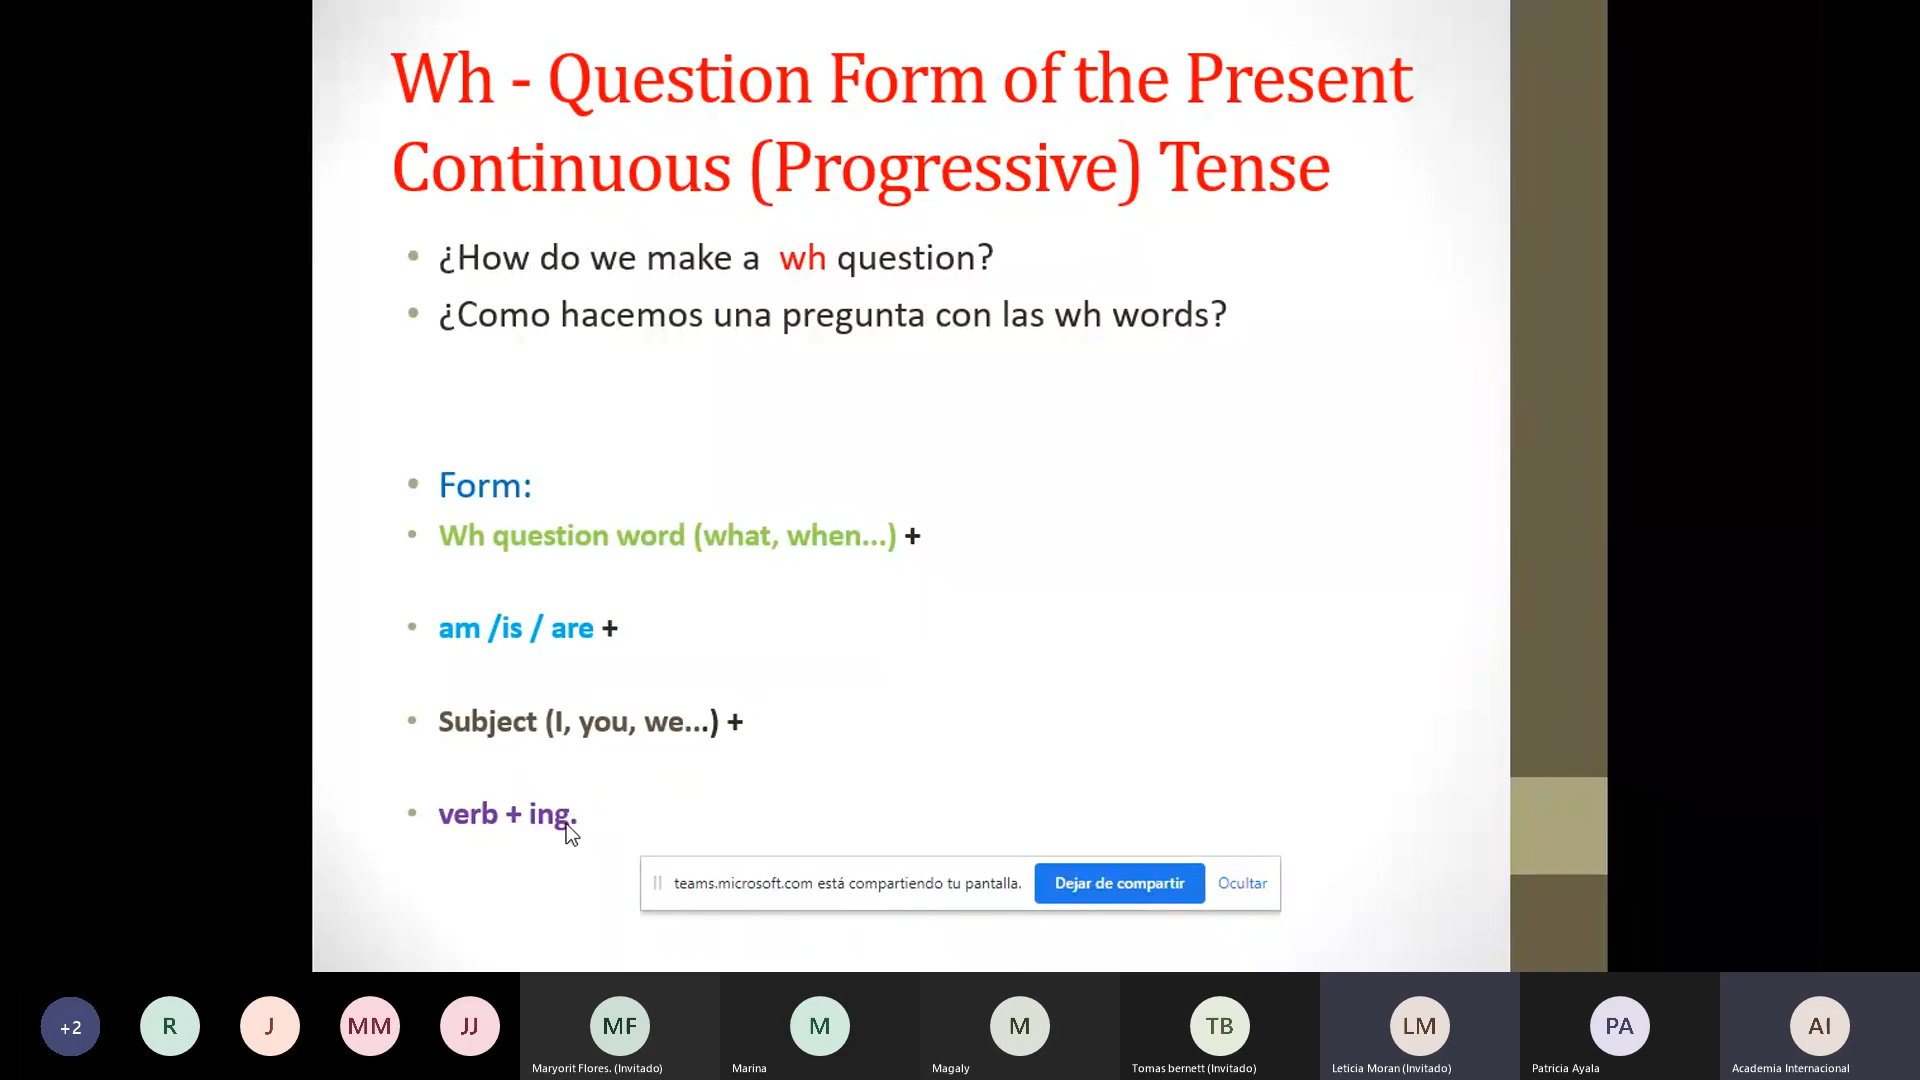 Wh - Question Form of the Present
Continuous (Progressive) Tense
• ¿How do we make a wh question?
• ¿Como hacemos una pregunta con las wh words?
• Form:
• Wh question word (what, when...) +
• am /is / are +
• Subject (I, you, we...) +
• verb + ing.
teams.microsoft.com está compartiendo tu pantalla. Dejar de compartir Ocultar
+2 R J MM JJ MF M M TB LM PA AI
Maryorit Flores. (Invitado) Marina Magaly Tomas bernett (Invitado) Leticia Moran (Invitado) Patricia Ayala Academia Internacional